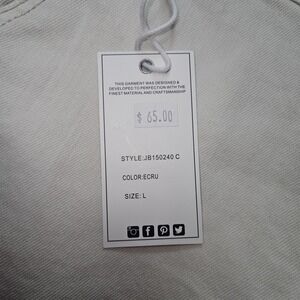 THIS GARMENT WAS DESIGNED &
DEVELOPED TO PERFECTION WITH THE
FINEST MATERIAL AND CRAFTSMANSHIP
$ 65.00
STYLE:JB150240 C
COLOR:ECRU
SIZE: L